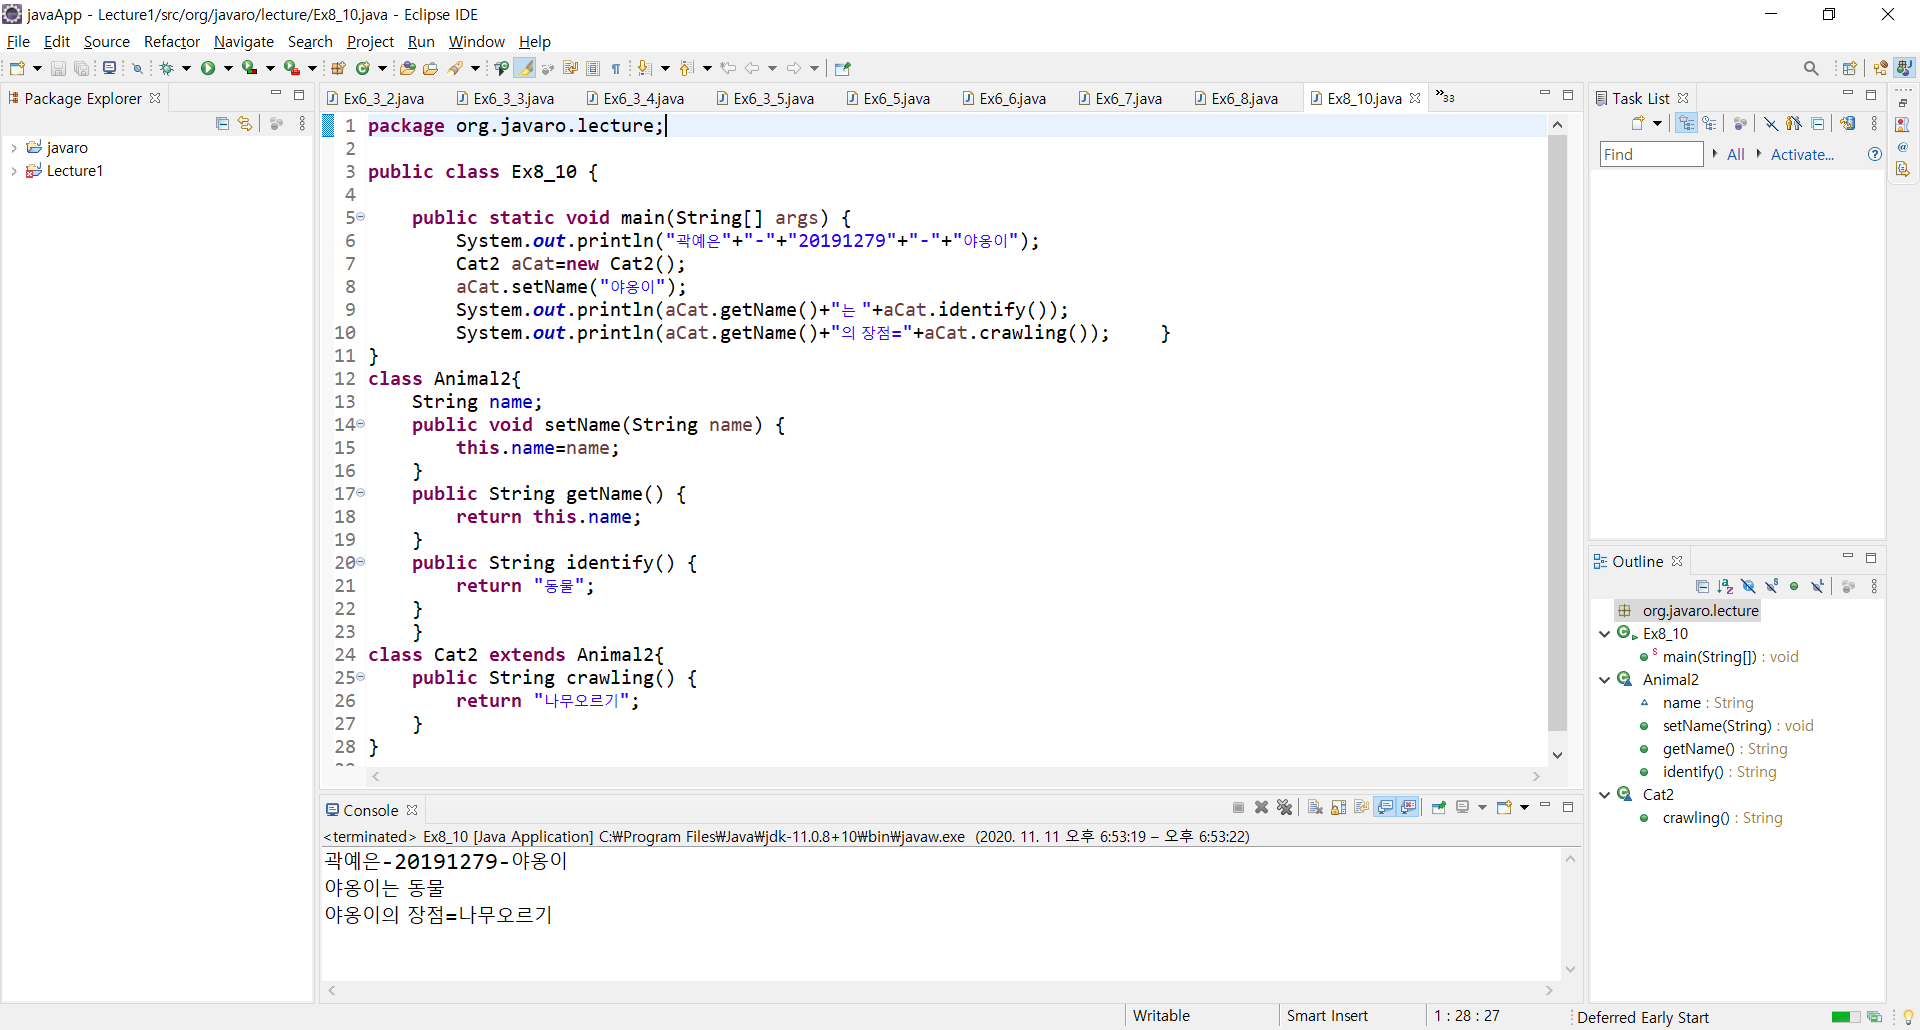 javaApp - Lecture1/src/org/javaro/lecture/Ex8_10.java - Eclipse IDE
File Edit Source Refactor Navigate Search Project Run Window Help
Package Explorer
javaro
Lecture1
Ex6_3_2.java Ex6_3_3.java Ex6_3_4.java Ex6_3_5.java Ex6_5.java Ex6_6.java Ex6_7.java Ex6_8.java Ex8_10.java »33
1 package org.javaro.lecture;
2
3 public class Ex8_10 {
4
5 public static void main(String[] args) {
6 System.out.println("곽예은"+"-"+"20191279"+"-"+"야옹이");
7 Cat2 aCat=new Cat2();
8 aCat.setName("야옹이");
9 System.out.println(aCat.getName()+"는 "+aCat.identify());
10 System.out.println(aCat.getName()+"의 장점="+aCat.crawling()); }
11 }
12 class Animal2{
13 String name;
14 public void setName(String name) {
15 this.name=name;
16 }
17 public String getName() {
18 return this.name;
19 }
20 public String identify() {
21 return "동물";
22 }
23 }
24 class Cat2 extends Animal2{
25 public String crawling() {
26 return "나무오르기";
27 }
28 }
Console
<terminated> Ex8_10 [Java Application] C:₩Program Files₩Java₩jdk-11.0.8+10₩bin₩javaw.exe (2020. 11. 11 오후 6:53:19 – 오후 6:53:22)
곽예은-20191279-야옹이
야옹이는 동물
야옹이의 장점=나무오르기
Task List
Find All Activate...
Outline
org.javaro.lecture
Ex8_10
main(String[]) : void
Animal2
name : String
setName(String) : void
getName() : String
identify() : String
Cat2
crawling() : String
Writable Smart Insert 1 : 28 : 27 Deferred Early Start